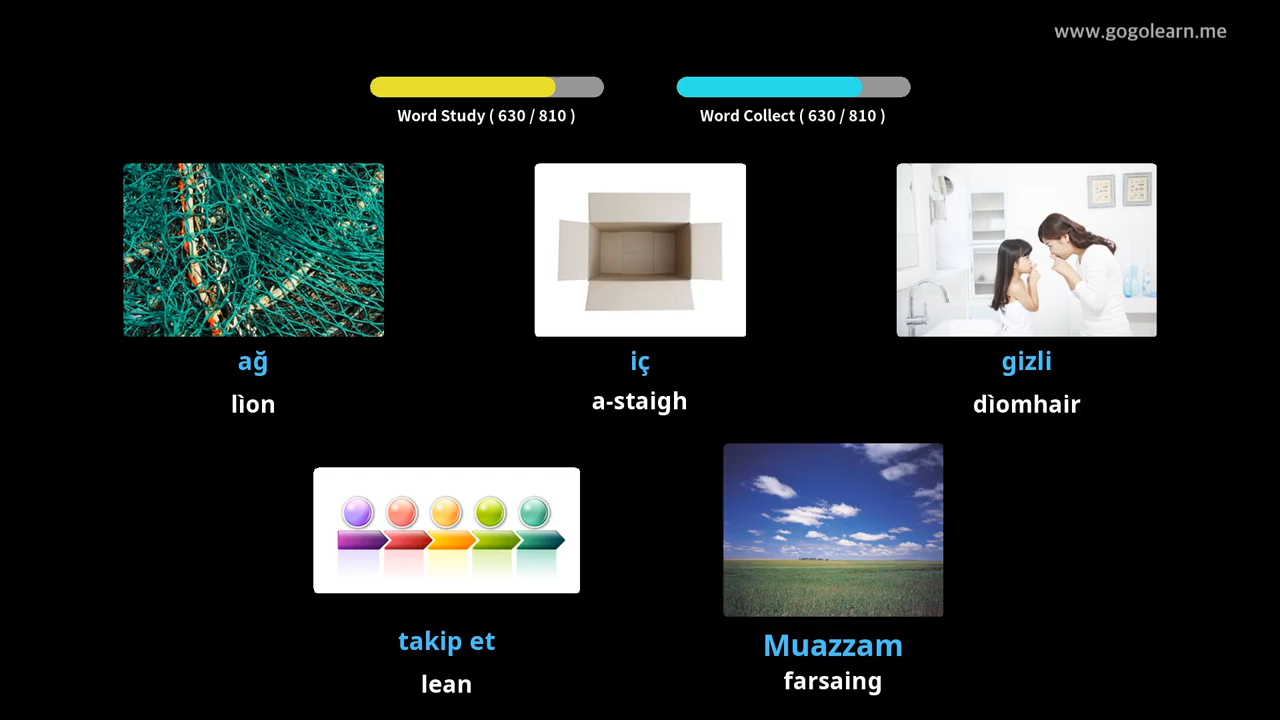 www.gogolearn.me
Word Study ( 630 / 810 )
Word Collect ( 630 / 810 )
ağ
lìon
iç
a-staigh
gizli
dìomhair
takip et
lean
Muazzam
farsaing